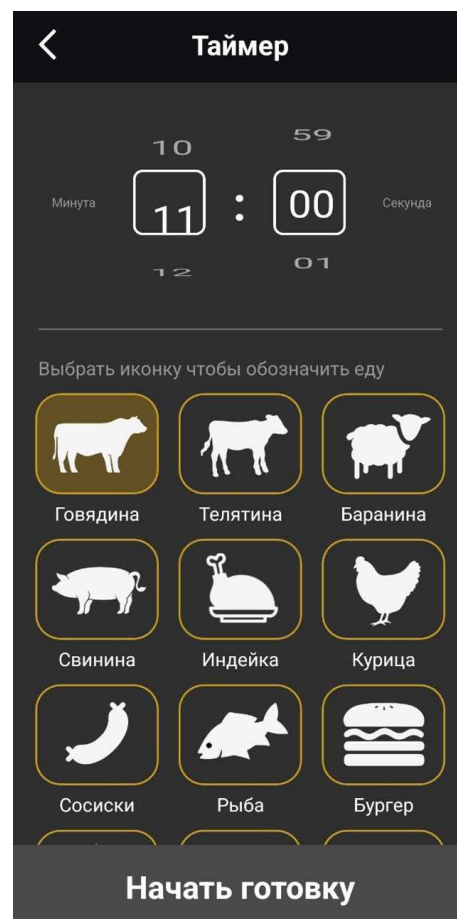 Таймер
10 59
Минута 11 : 00 Секунда
12 01
Выбрать иконку чтобы обозначить еду
Говядина Телятина Баранина
Свинина Индейка Курица
Сосиски Рыба Бургер
Начать готовку